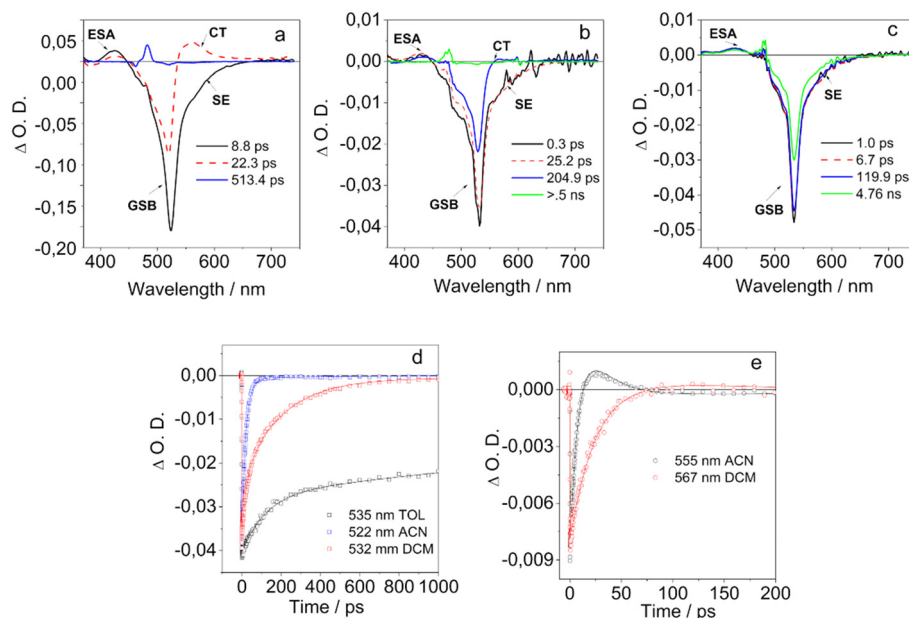 a
ESA
CT
SE
GSB
8.8 ps
22.3 ps
513.4 ps
0,05
0,00
-0,05
-0,10
-0,15
-0,20
Δ O. D.
400 500 600 700
Wavelength / nm
b
ESA
CT
SE
GSB
0.3 ps
25.2 ps
204.9 ps
>.5 ns
0,01
0,00
-0,01
-0,02
-0,03
-0,04
Δ O. D.
400 500 600 700
Wavelength / nm
c
ESA
SE
GSB
1.0 ps
6.7 ps
119.9 ps
4.76 ns
0,01
0,00
-0,01
-0,02
-0,03
-0,04
-0,05
Δ O. D.
400 500 600 700
Wavelength / nm
d
0,00
-0,01
-0,02
-0,03
-0,04
Δ O. D.
535 nm TOL
522 nm ACN
532 mm DCM
0 200 400 600 800 1000
Time / ps
e
0,000
-0,003
-0,006
-0,009
Δ O. D.
555 nm ACN
567 nm DCM
0 50 100 150 200
Time / ps